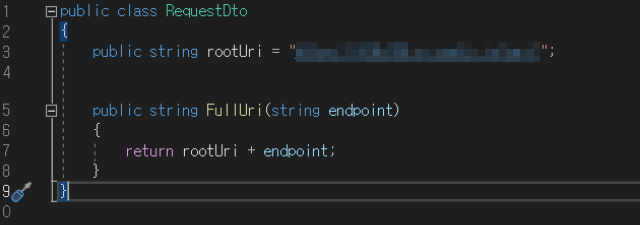 1 public class RequestDto
2 {
3 public string rootUri = "";
4
5 public string FullUri(string endpoint)
6 {
7 return rootUri + endpoint;
8 }
9 }
0